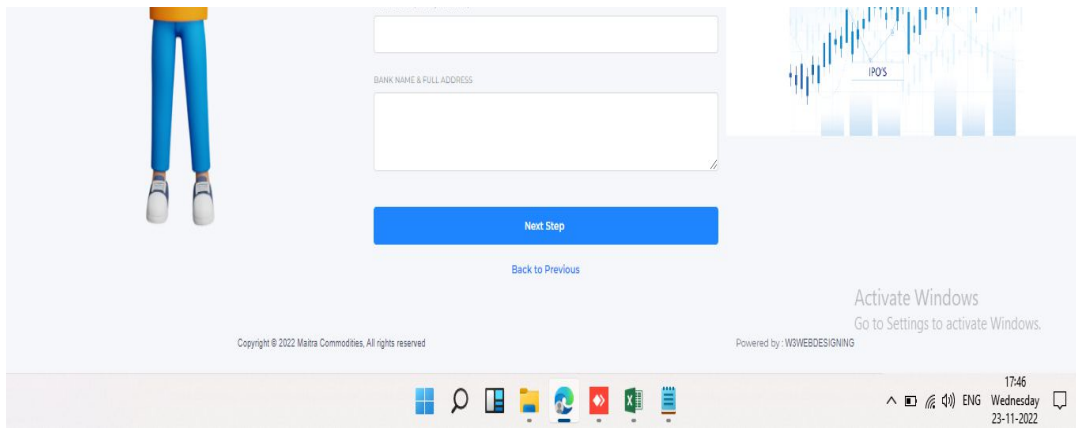 IPO'S
BANK NAME & FULL ADDRESS
Next Step
Back to Previous
Activate Windows
Go to Settings to activate Windows.
Copyright © 2022 Maitra Commodities, All rights reserved
Powered by : W3WEBDESIGNING
17:46
ENG Wednesday
23-11-2022